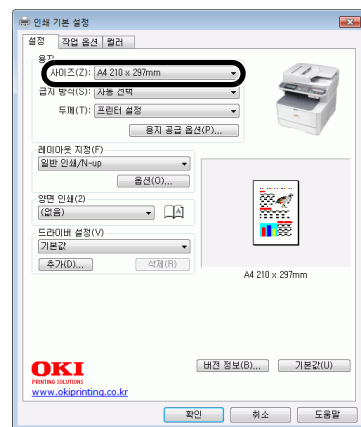 인쇄 기본 설정
설정 작업 옵션 컬러
용지
사이즈(Z): A4 210 x 297mm
급지 방식(S): 자동 선택
두께(T): 프린터 설정
용지 공급 옵션(P)...
레이아웃 지정(F)
일반 인쇄/N-up
옵션(O)...
양면 인쇄(2)
(없음)
드라이버 설정(V)
기본값
추가(D)... 삭제(R)
A4 210 x 297mm
OKI
PRINTING SOLUTIONS
www.okiprinting.co.kr
버전 정보(B)... 기본값(U)
확인 취소 도움말